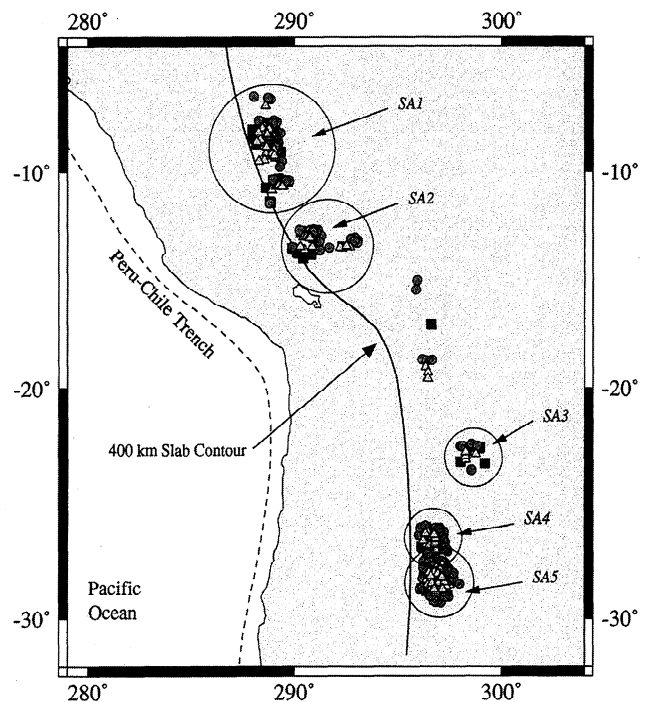 280° 290° 300°
SA1
-10° -10°
SA2
Peru-Chile Trench
-20° -20°
SA3
400 km Slab Contour
SA4
SA5
Pacific
Ocean
-30° -30°
280° 290° 300°